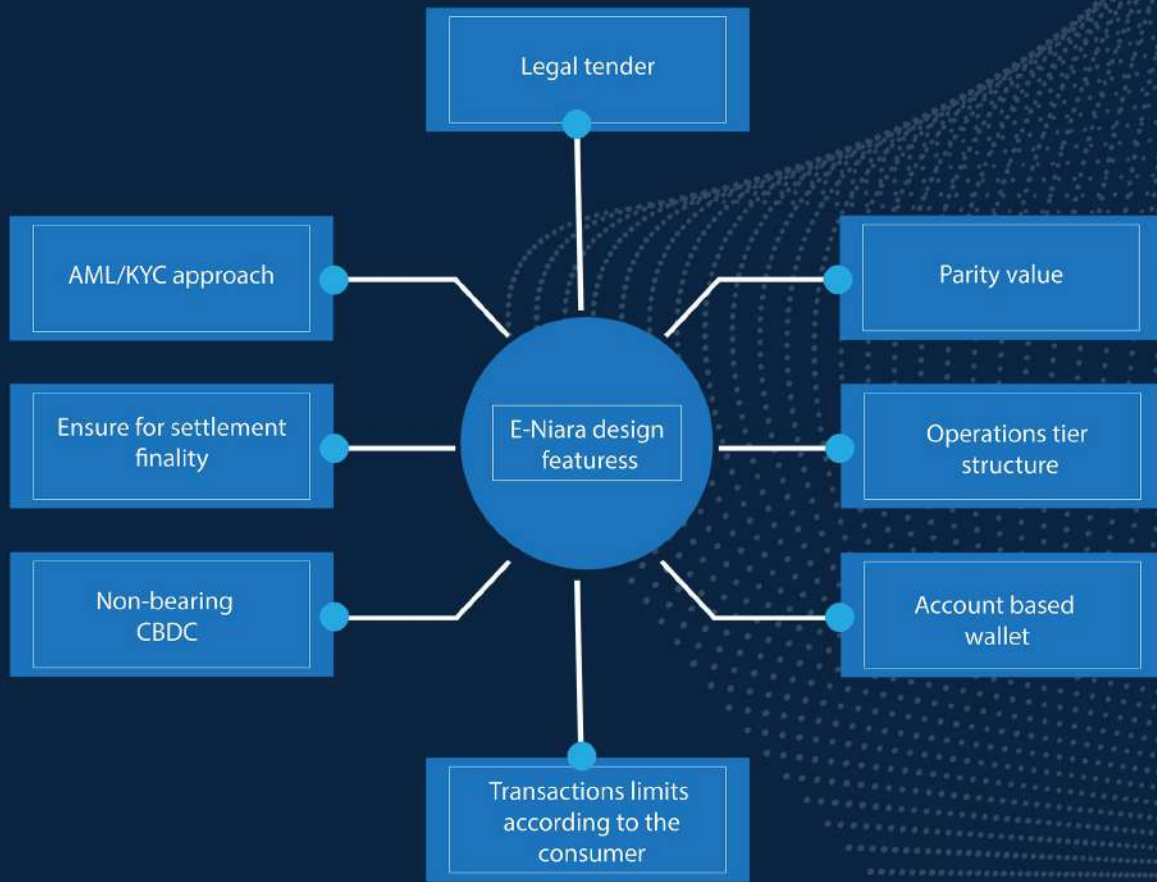 Legal tender
AML/KYC approach
Parity value
Ensure for settlement
finality
E-Niara design
featuress
Operations tier
structure
Non-bearing
CBDC
Account based
wallet
Transactions limits
according to the
consumer